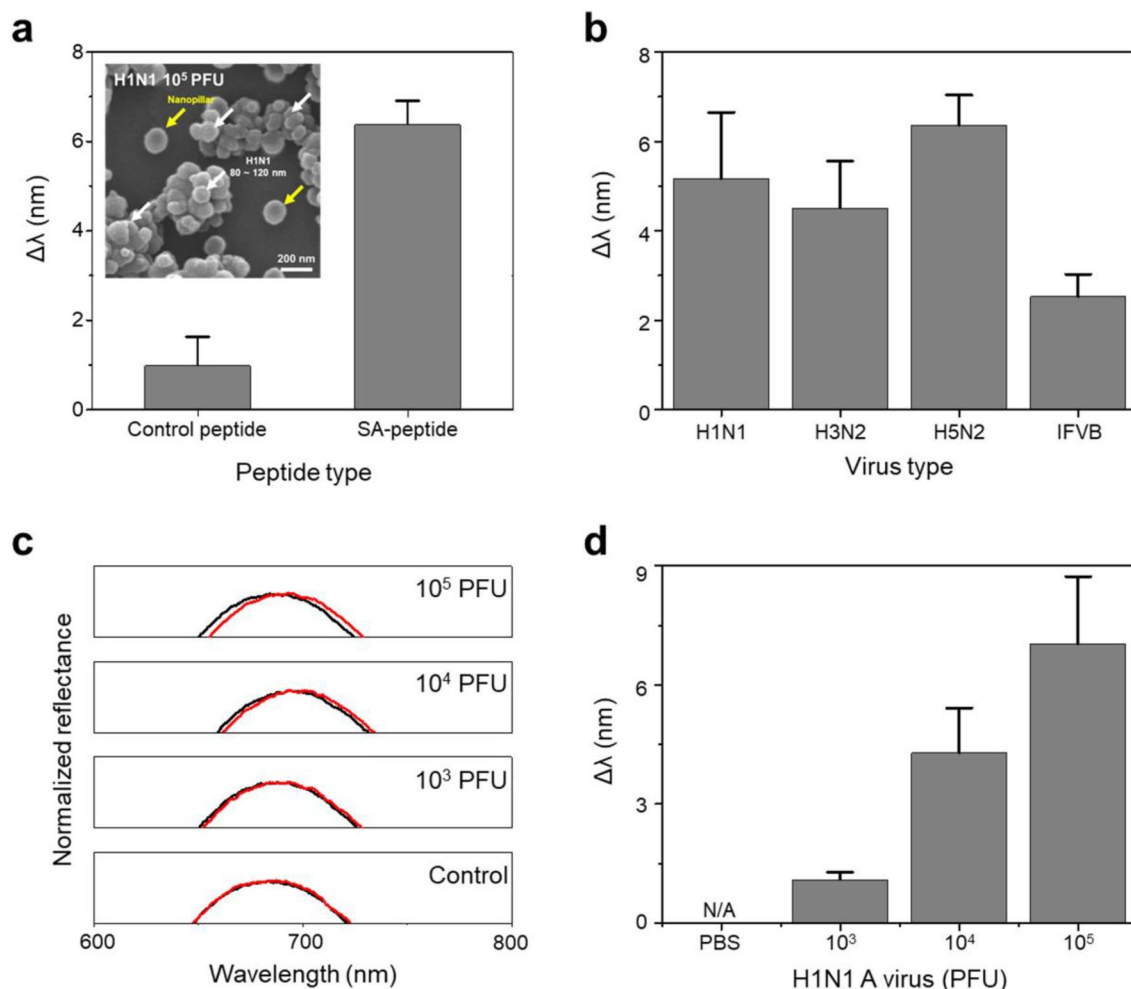 a
8
6
4
2
0
Δλ (nm)
H1N1 10⁵ PFU
Nanopillar
H1N1
80 ~ 120 nm
200 nm
Control peptide
SA-peptide
Peptide type
b
8
6
4
2
0
Δλ (nm)
H1N1
H3N2
H5N2
IFVB
Virus type
c
Normalized reflectance
10⁵ PFU
10⁴ PFU
10³ PFU
Control
600
700
800
Wavelength (nm)
d
9
6
3
0
Δλ (nm)
N/A
PBS
10³
10⁴
10⁵
H1N1 A virus (PFU)